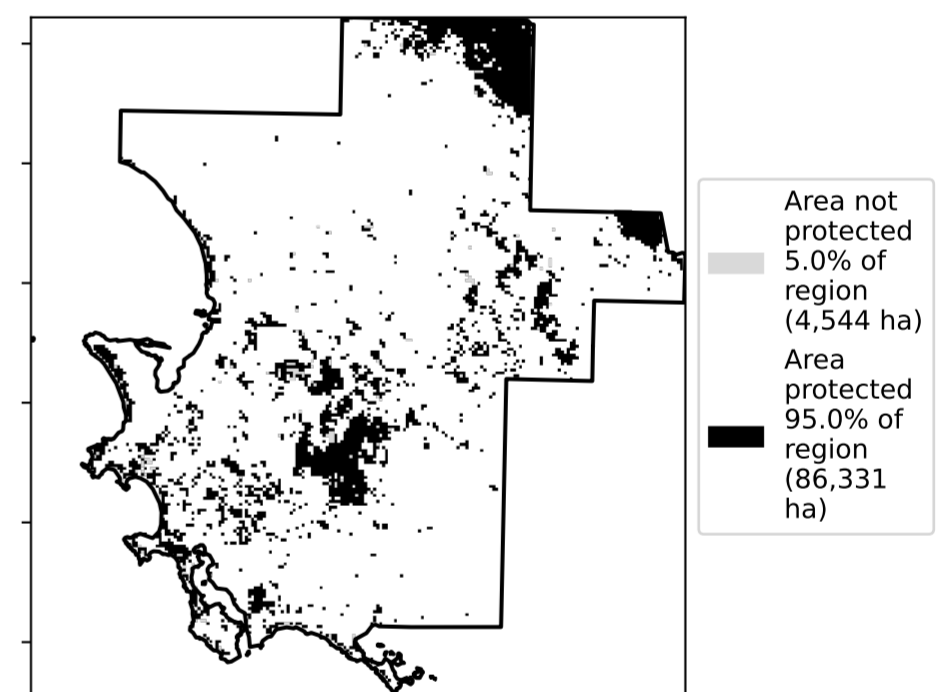 Area not
protected
5.0% of
region
(4,544 ha)
Area
protected
95.0% of
region
(86,331
ha)